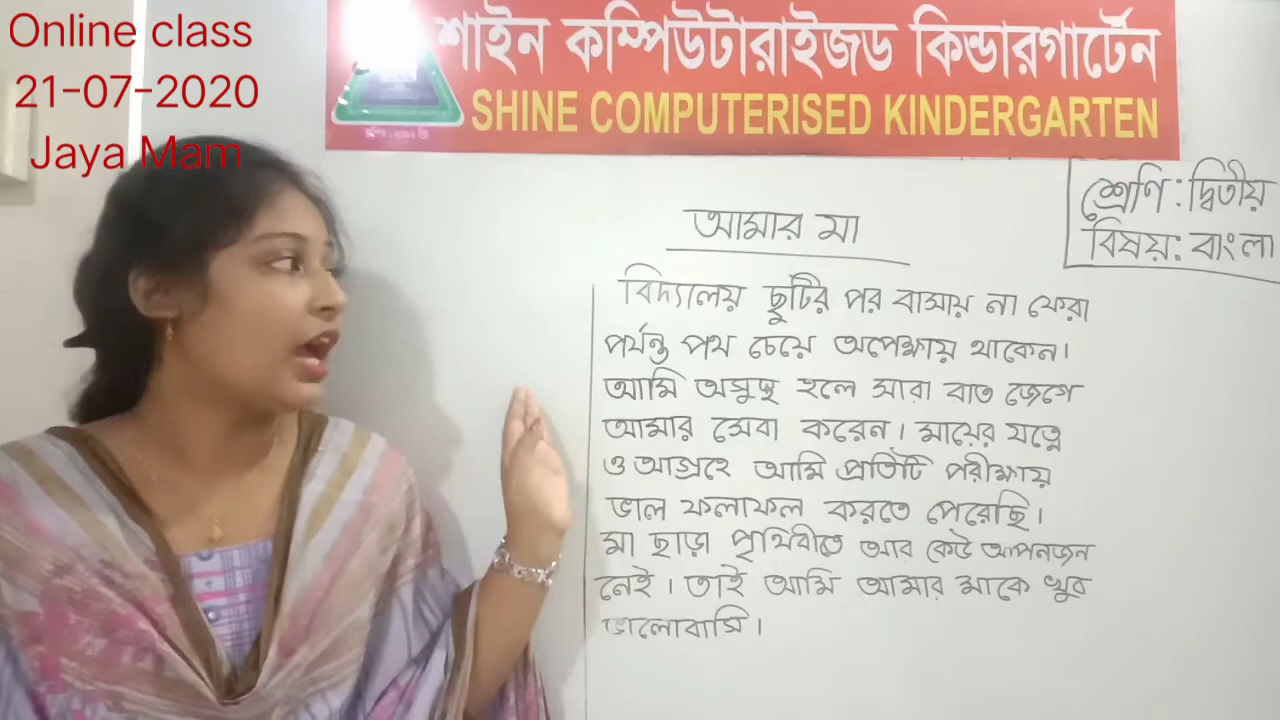 Online class
21-07-2020
Jaya Mam
শাইন কম্পিউটারাইজড কিন্ডারগার্টেন
SHINE COMPUTERISED KINDERGARTEN
শ্রেণি : দ্বিতীয়
বিষয়: বাংলা
আমার মা
বিদ্যালয় ছুটির পর বাসায় না ফেরা
পর্যন্ত পথ চেয়ে অপেক্ষায় থাকেন।
আমি অসুস্থ হলে সারা রাত জেগে
আমার সেবা করেন। মায়ের যত্নে
ও আগ্রহে আমি প্রতিটি পরীক্ষায়
ভাল ফলাফল করতে পেরেছি।
মা ছাড়া পৃথিবীতে আর কেউ আপনজন
নেই। তাই আমি আমার মাকে খুব
ভালোবাসি।